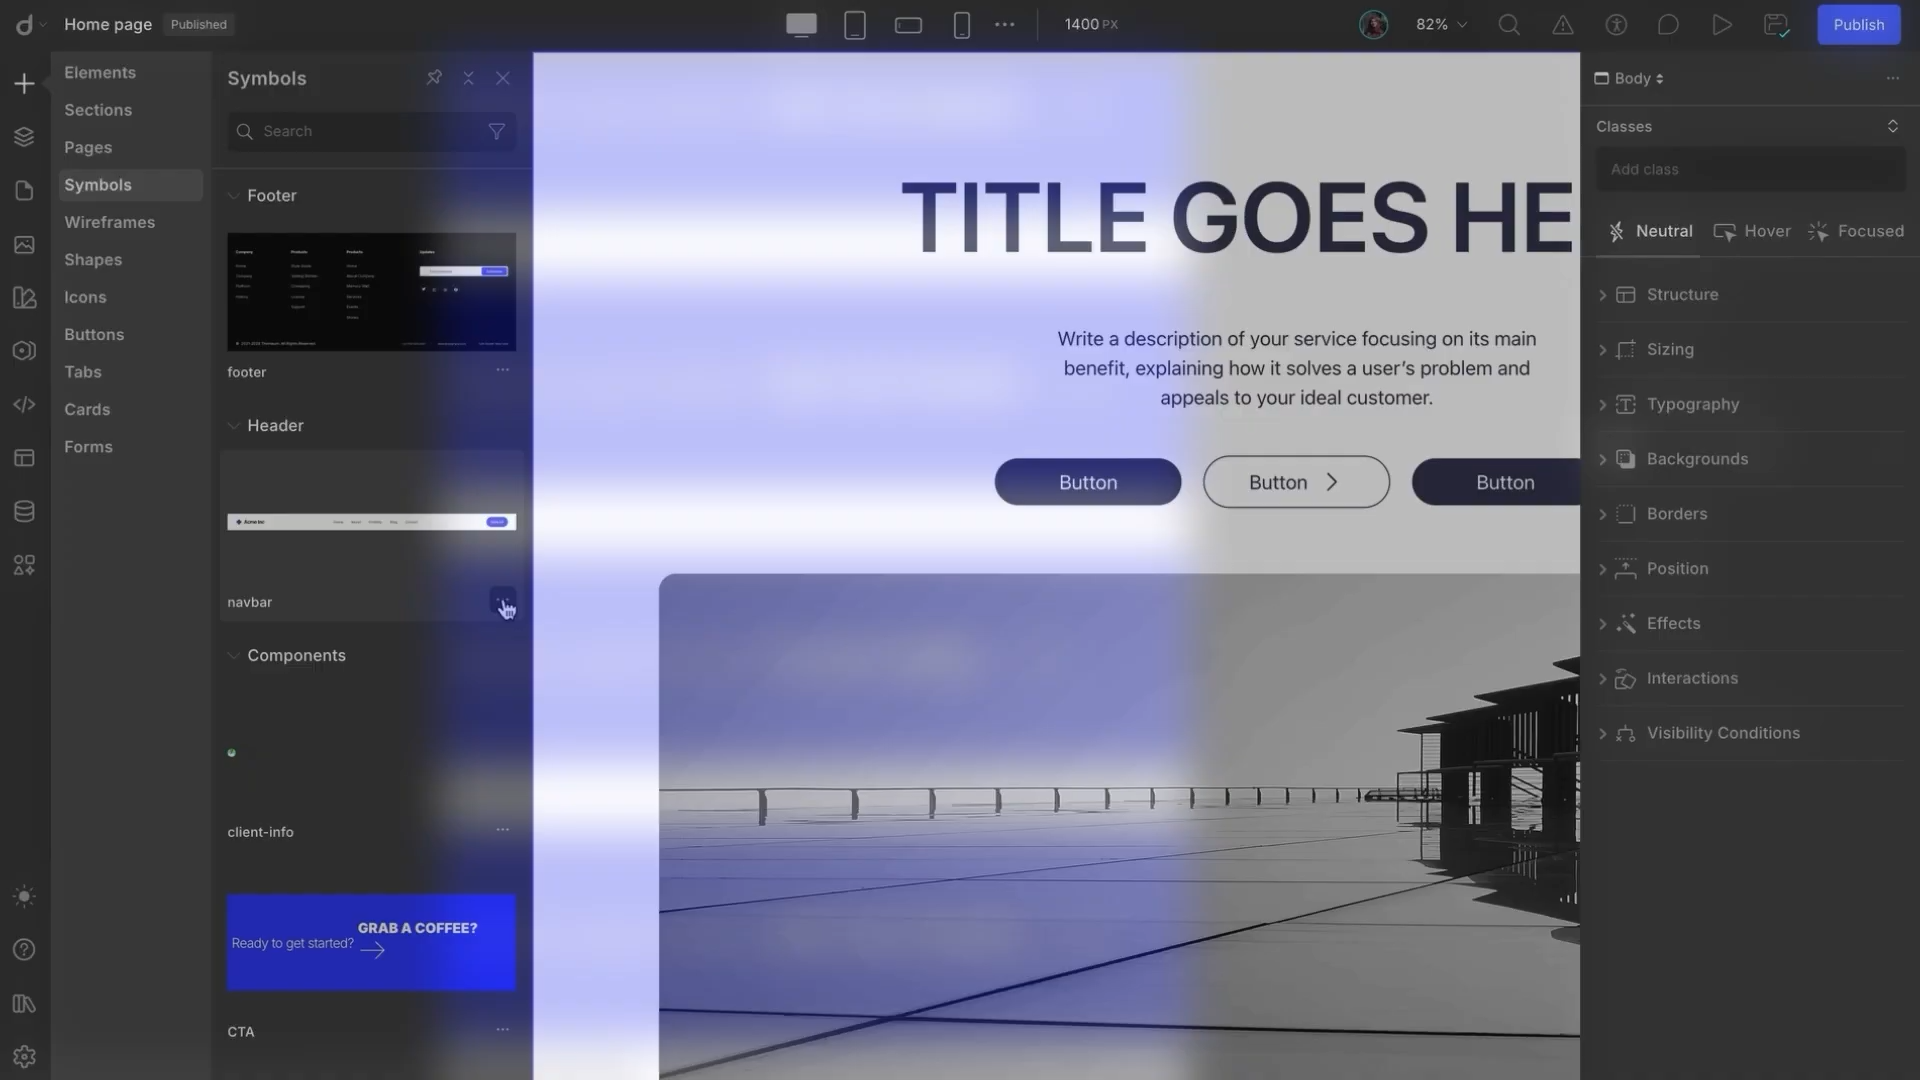 Home page
Published
1400 PX
82%
Publish
Elements
Sections
Pages
Symbols
Wireframes
Shapes
Icons
Buttons
Tabs
Cards
Forms
Symbols
Search
Footer
footer
Header
Acme Inc
navbar
Components
client-info
Ready to get started?
GRAB A COFFEE?
CTA
TITLE GOES HE
Write a description of your service focusing on its main
benefit, explaining how it solves a user’s problem and
appeals to your ideal customer.
Button
Button
Button
Body
Classes
Add class
Neutral
Hover
Focused
Structure
Sizing
Typography
Backgrounds
Borders
Position
Effects
Interactions
Visibility Conditions